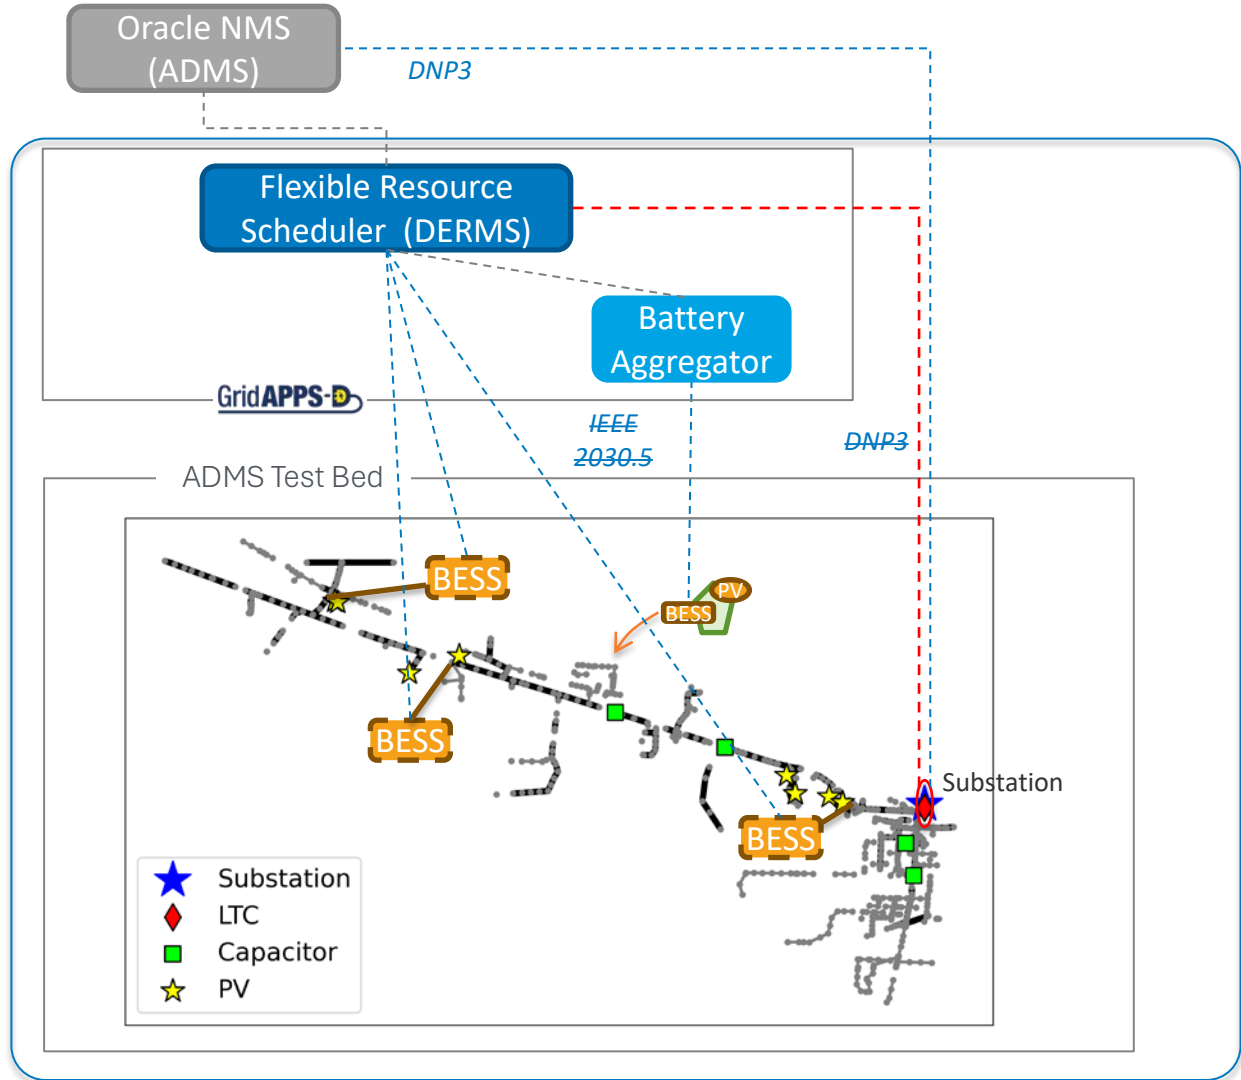 Oracle NMS
(ADMS)
DNP3
Flexible Resource
Scheduler (DERMS)
Battery
Aggregator
GridAPPS-D
IEEE
2030.5
DNP3
ADMS Test Bed
BESS
PV
BESS
BESS
Substation
BESS
Substation
LTC
Capacitor
PV